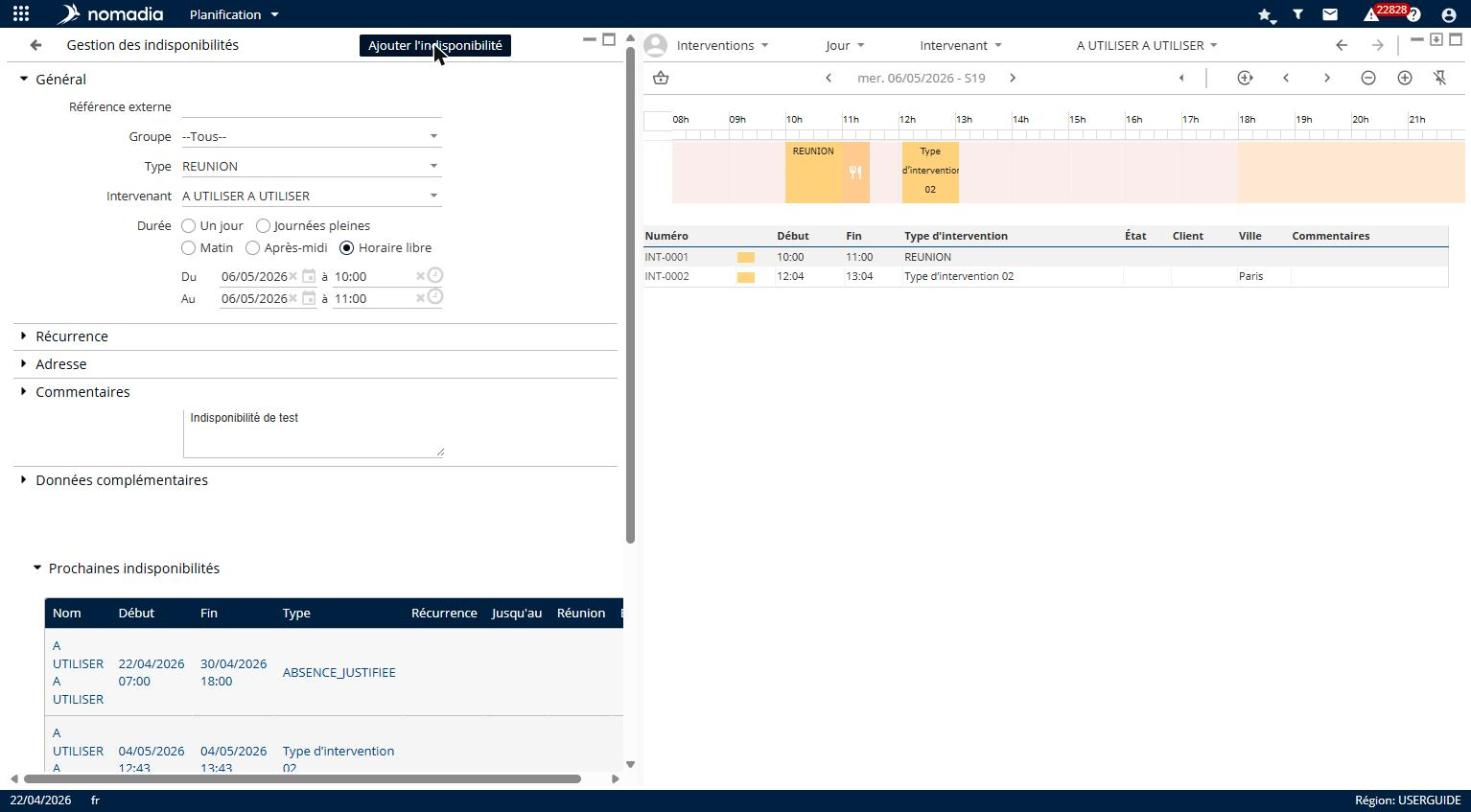 nomadia
Planification
22828
?
Gestion des indisponibilités
Ajouter l'indisponibilité
Général
Référence externe
Groupe --Tous--
Type REUNION
Intervenant A UTILISER A UTILISER
Durée Un jour Journées pleines
Matin Après-midi Horaire libre
Du 06/05/2026 à 10:00
Au 06/05/2026 à 11:00
Récurrence
Adresse
Commentaires
Indisponibilité de test
Données complémentaires
Prochaines indisponibilités
Nom Début Fin Type Récurrence Jusqu'au Réunion
A
UTILISER 22/04/2026 30/04/2026 ABSENCE_JUSTIFIEE
A 07:00 18:00
UTILISER
A
UTILISER 04/05/2026 04/05/2026 Type d'intervention
A 12:43 13:43 02
Interventions Jour Intervenant A UTILISER A UTILISER
mer. 06/05/2026 - S19
08h 09h 10h 11h 12h 13h 14h 15h 16h 17h 18h 19h 20h 21h
REUNION
Type
d'intervention
02
Numéro Début Fin Type d'intervention État Client Ville Commentaires
INT-0001 10:00 11:00 REUNION
INT-0002 12:04 13:04 Type d'intervention 02 Paris
22/04/2026 fr
Région: USERGUIDE